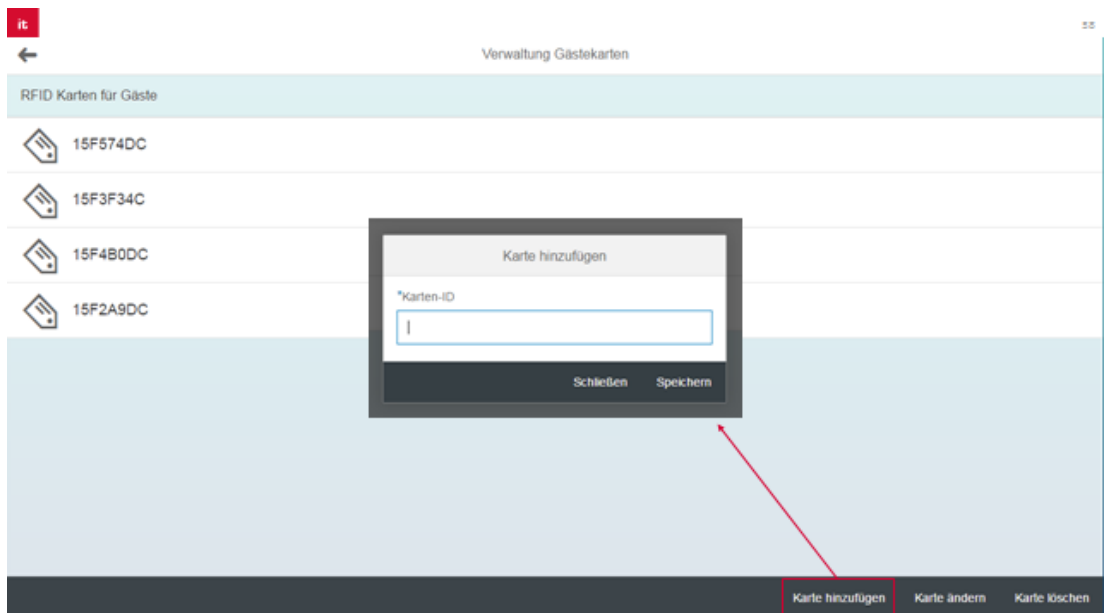 it
Verwaltung Gästekarten
RFID Karten für Gäste
15F574DC
15F3F34C
15F4B0DC
15F2A9DC
Karte hinzufügen
*Karten-ID
Schließen Speichern
Karte hinzufügen Karte ändern Karte löschen